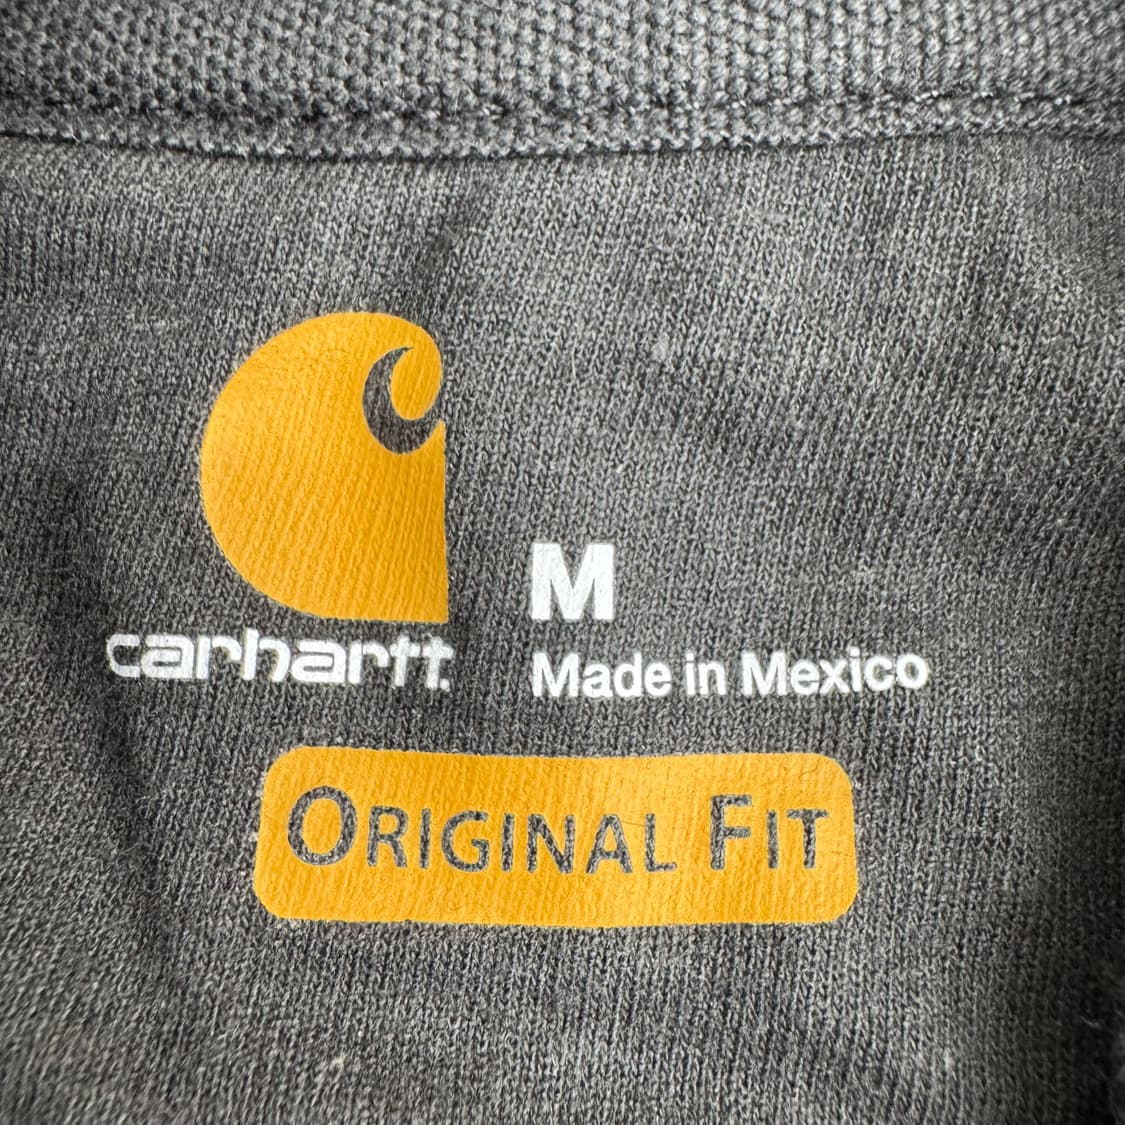 M
carhartt.
Made in Mexico
ORIGINAL FIT